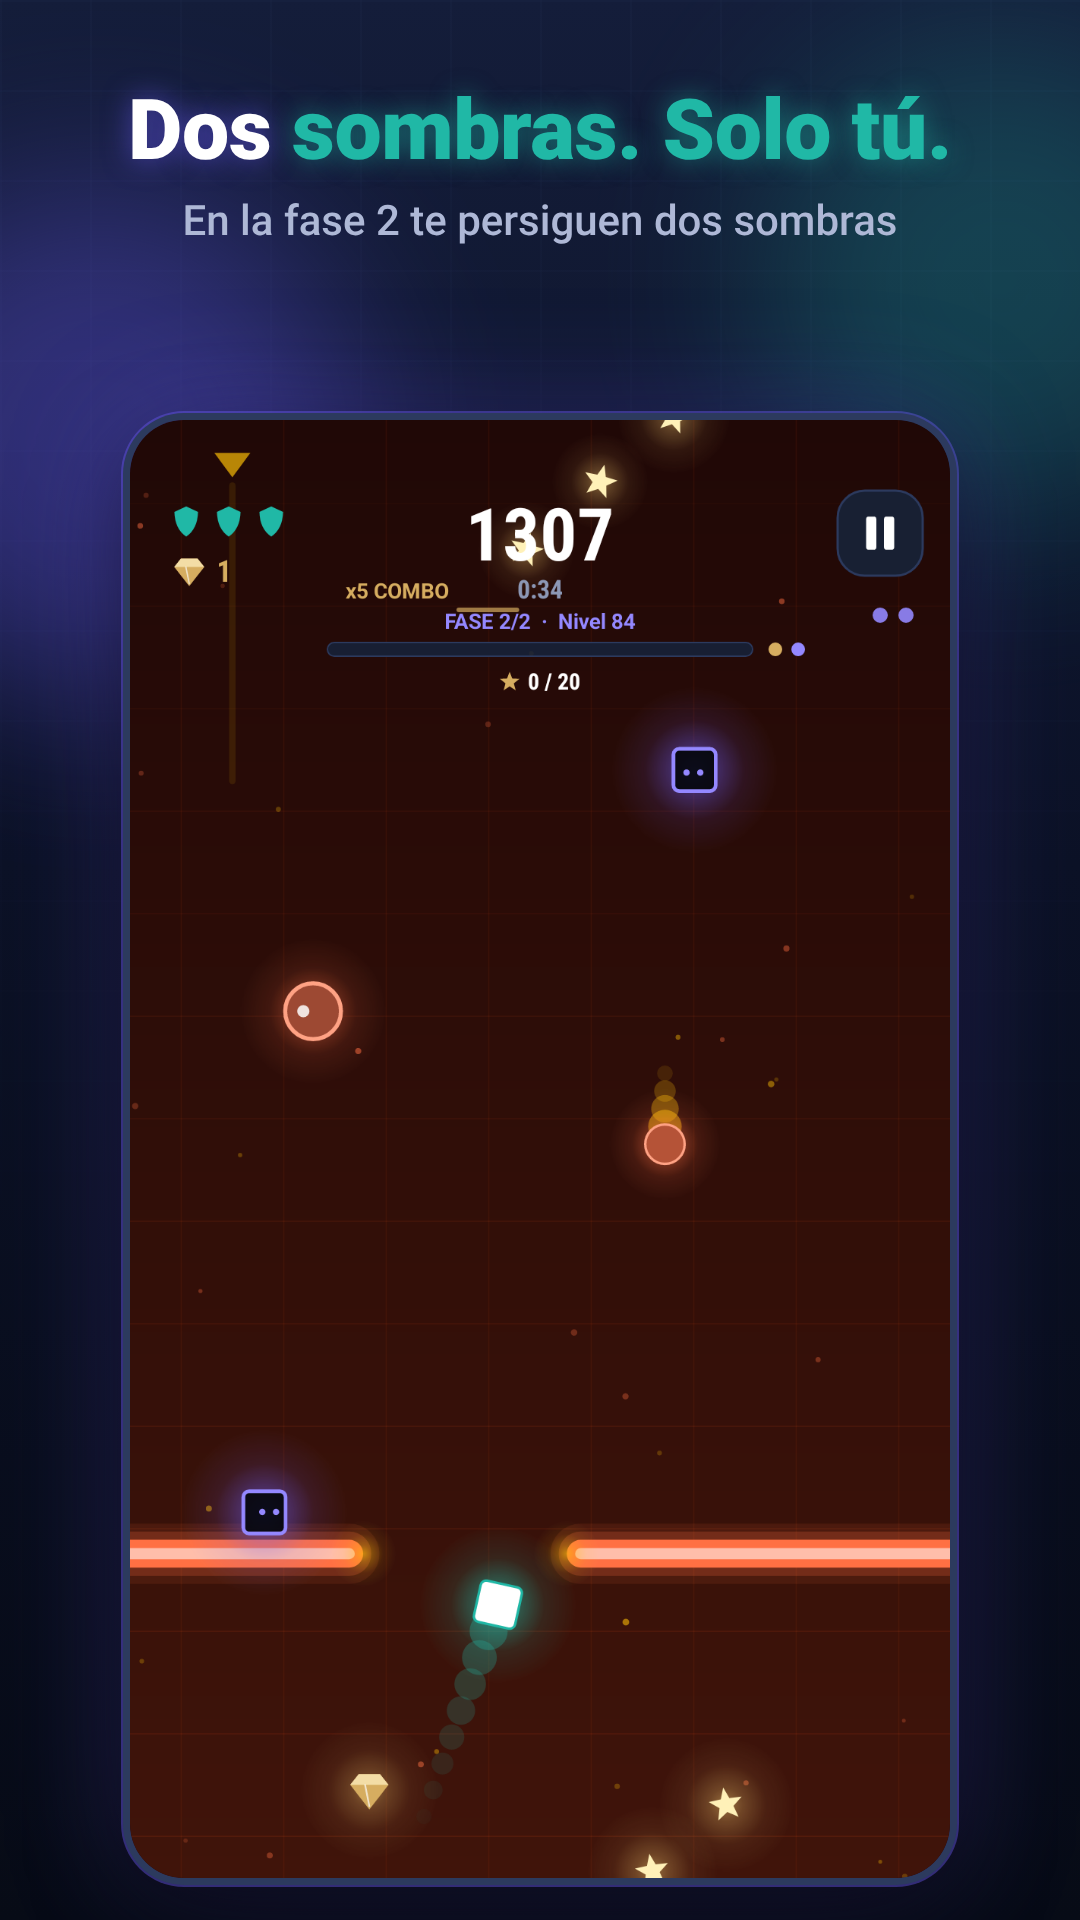 Dos sombras. Solo tú.
En la fase 2 te persiguen dos sombras
1307
1
x5 COMBO 0:34
FASE 2/2 · Nivel 84
0 / 20